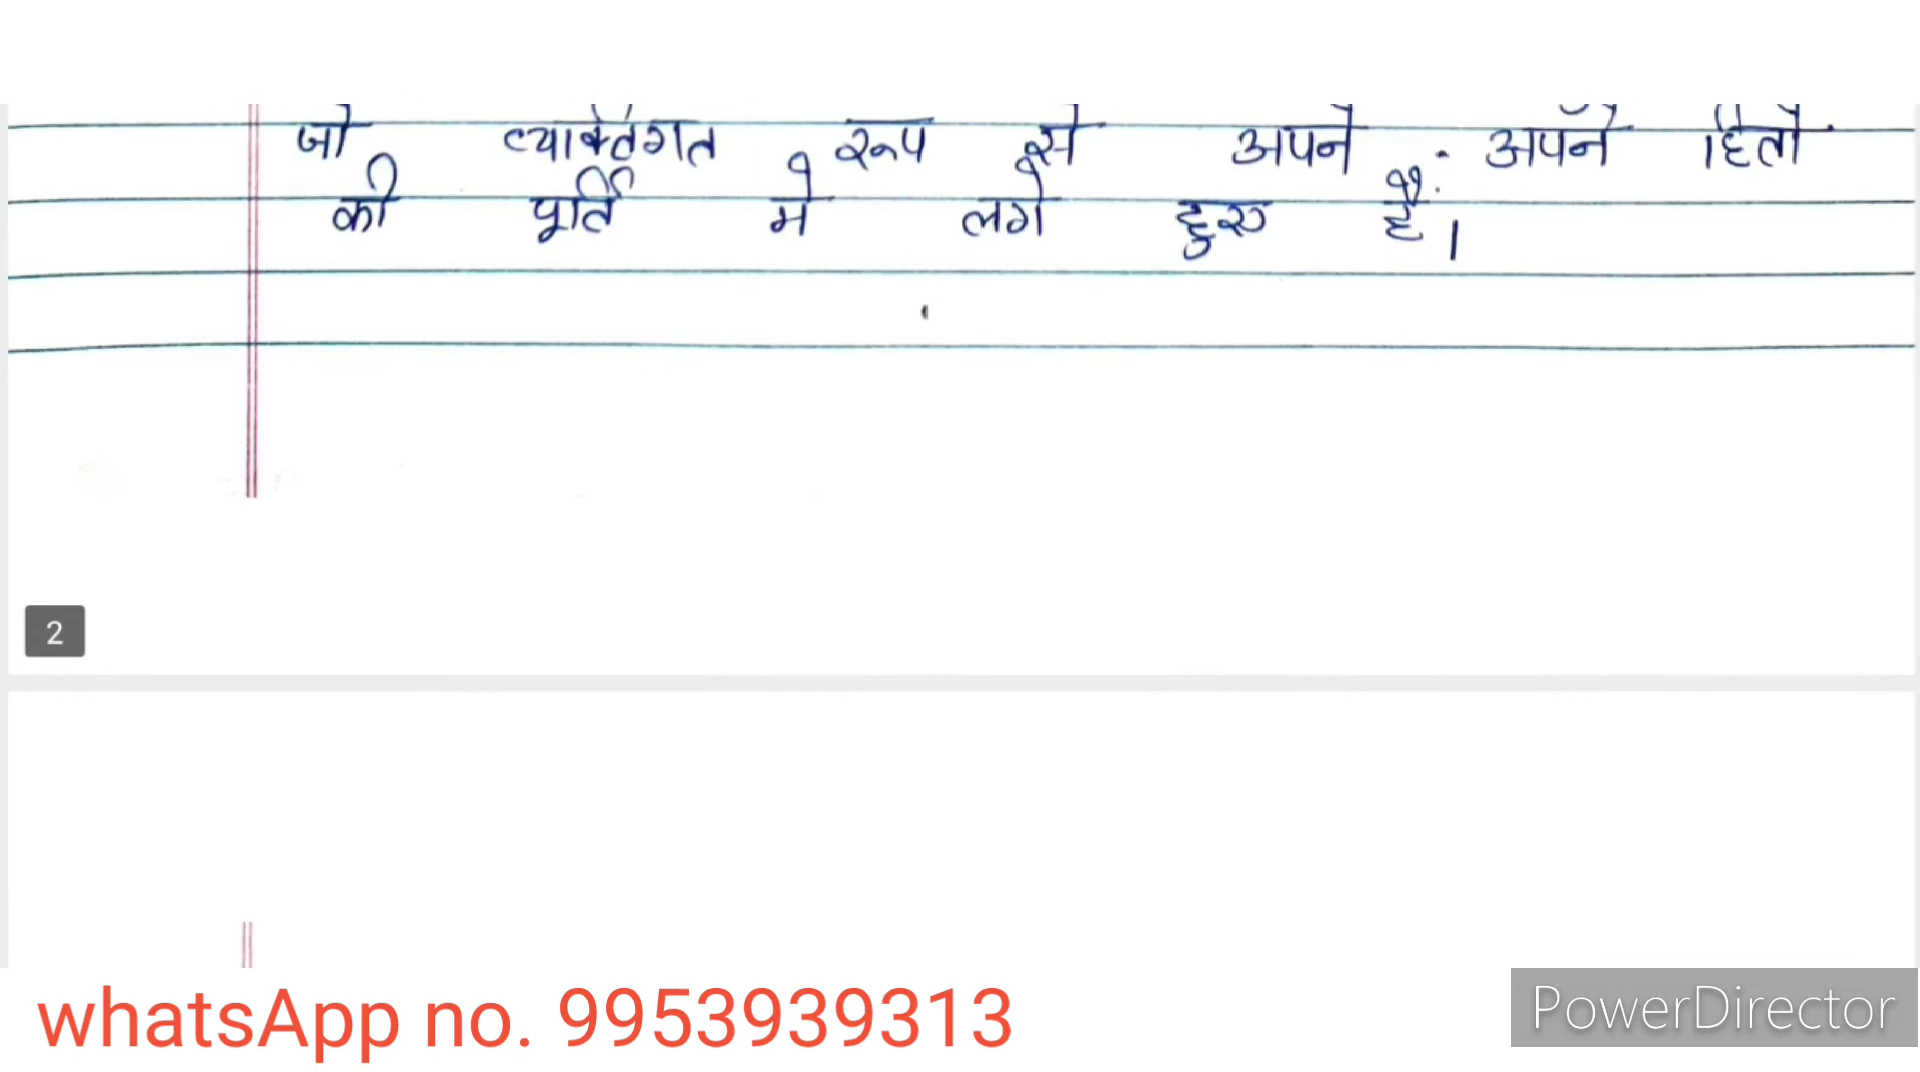 जो व्यक्तिगत रूप से अपने - अपने हितो
की पूर्ति मे लगे हुए है।
2
whatsApp no. 9953939313
PowerDirector